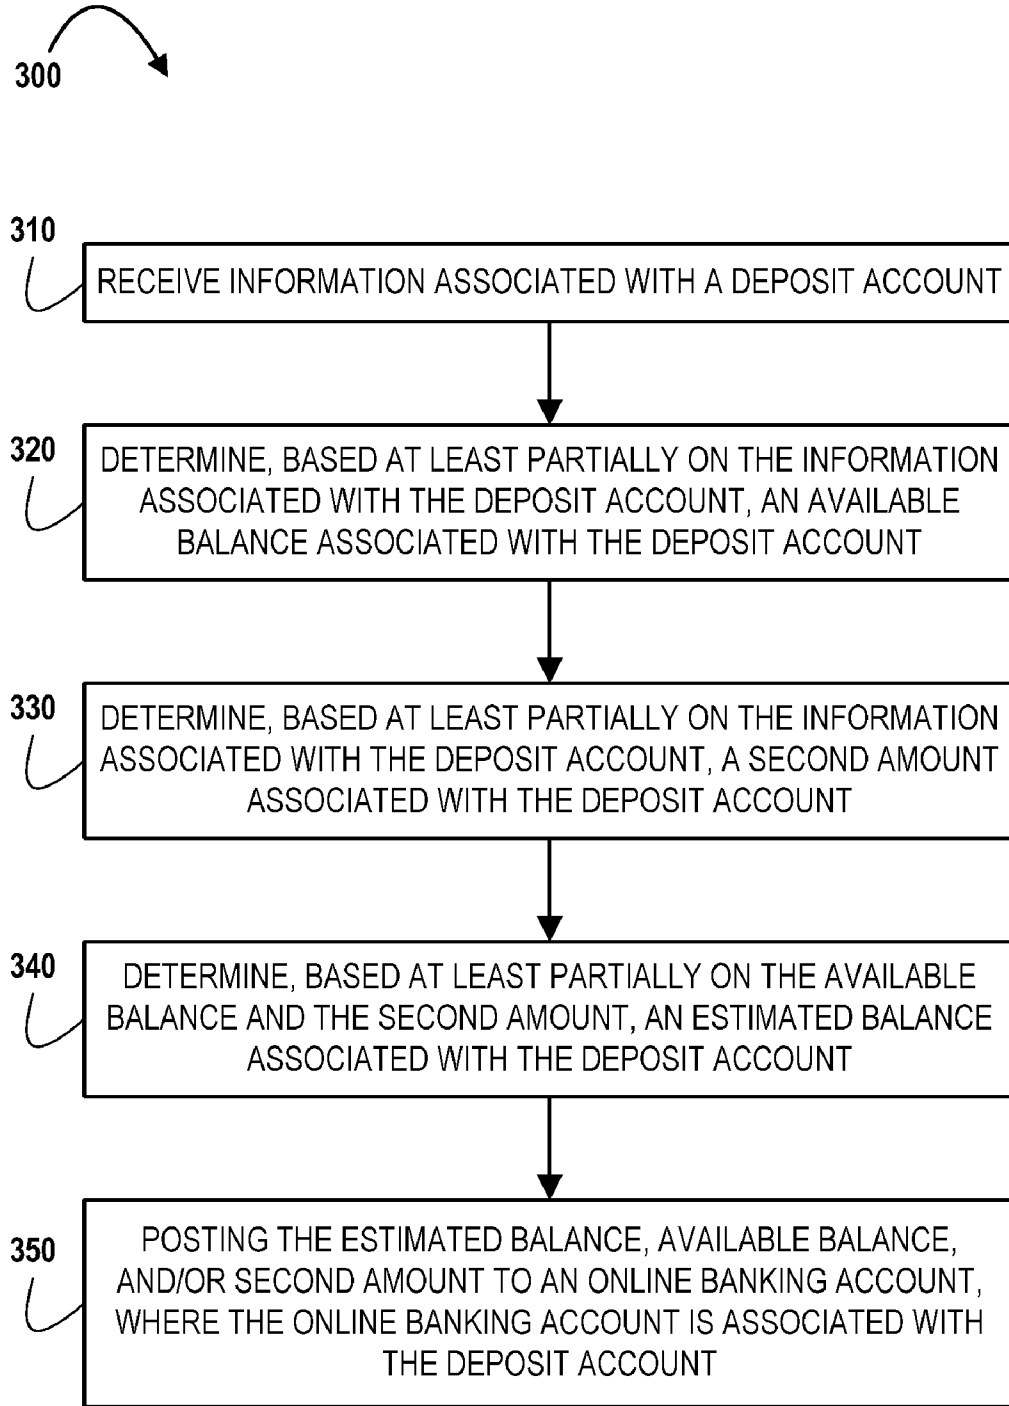 300
310
RECEIVE INFORMATION ASSOCIATED WITH A DEPOSIT ACCOUNT
320
DETERMINE, BASED AT LEAST PARTIALLY ON THE INFORMATION
ASSOCIATED WITH THE DEPOSIT ACCOUNT, AN AVAILABLE
BALANCE ASSOCIATED WITH THE DEPOSIT ACCOUNT
330
DETERMINE, BASED AT LEAST PARTIALLY ON THE INFORMATION
ASSOCIATED WITH THE DEPOSIT ACCOUNT, A SECOND AMOUNT
ASSOCIATED WITH THE DEPOSIT ACCOUNT
340
DETERMINE, BASED AT LEAST PARTIALLY ON THE AVAILABLE
BALANCE AND THE SECOND AMOUNT, AN ESTIMATED BALANCE
ASSOCIATED WITH THE DEPOSIT ACCOUNT
350
POSTING THE ESTIMATED BALANCE, AVAILABLE BALANCE,
AND/OR SECOND AMOUNT TO AN ONLINE BANKING ACCOUNT,
WHERE THE ONLINE BANKING ACCOUNT IS ASSOCIATED WITH
THE DEPOSIT ACCOUNT